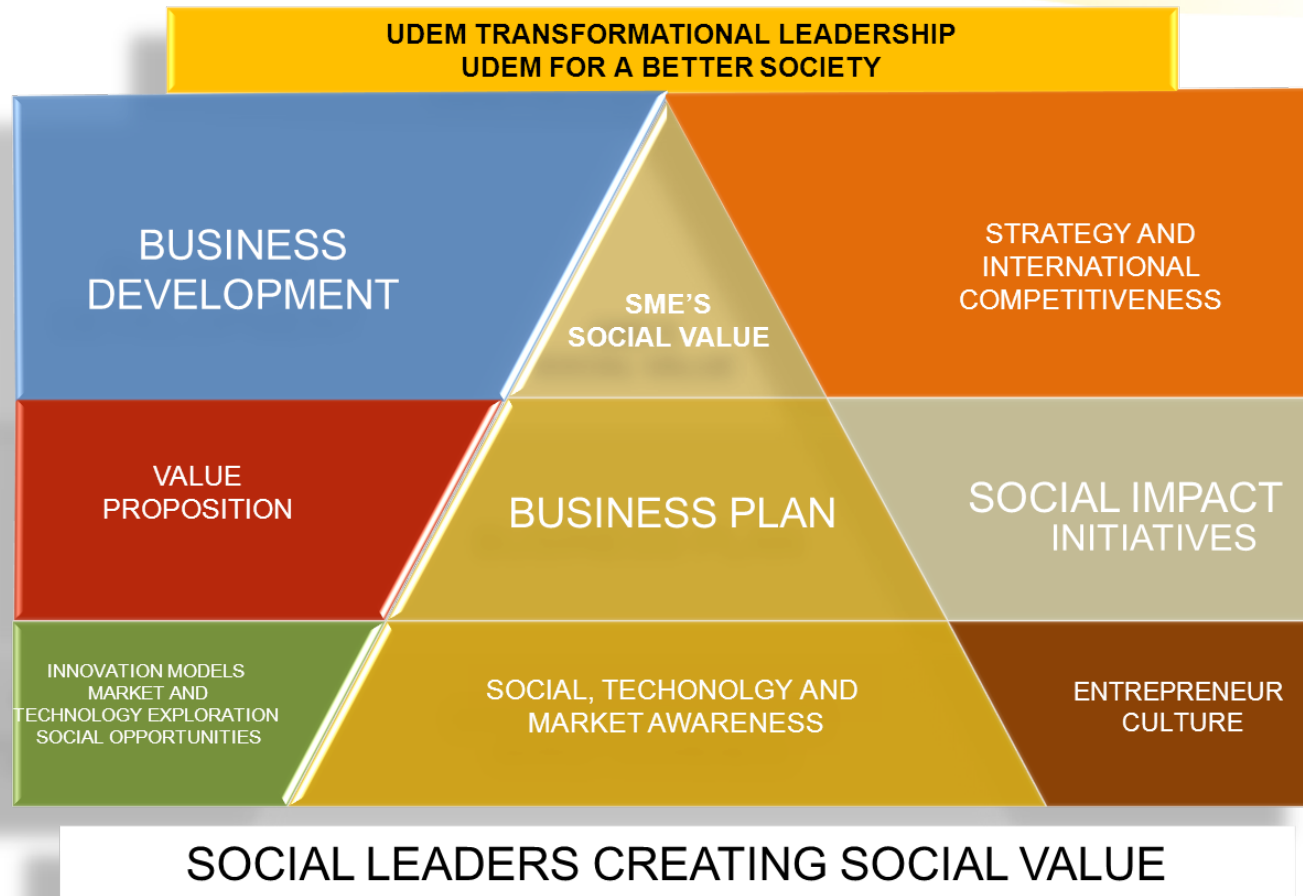 UDEM TRANSFORMATIONAL LEADERSHIP
UDEM FOR A BETTER SOCIETY
BUSINESS
DEVELOPMENT
SME'S
SOCIAL VALUE
STRATEGY AND
INTERNATIONAL
COMPETITIVENESS
VALUE
PROPOSITION
BUSINESS PLAN
SOCIAL IMPACT
INITIATIVES
INNOVATION MODELS
MARKET AND
TECHNOLOGY EXPLORATION
SOCIAL OPPORTUNITIES
SOCIAL, TECHONOLGY AND
MARKET AWARENESS
ENTREPRENEUR
CULTURE
SOCIAL LEADERS CREATING SOCIAL VALUE